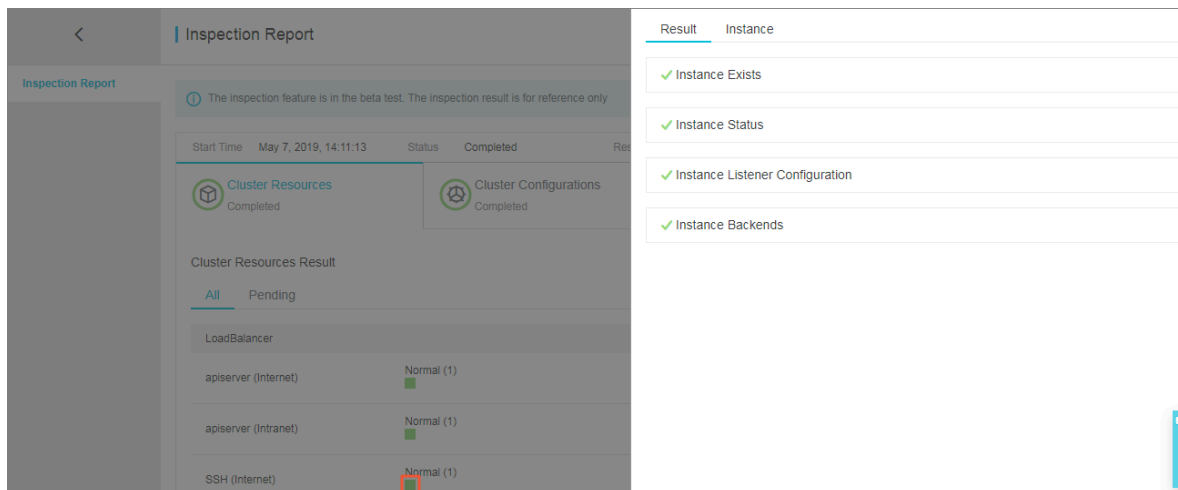 Inspection Report
Inspection Report
The inspection feature is in the beta test. The inspection result is for reference only
Start Time May 7, 2019, 14:11:13 Status Completed Res
Cluster Resources
Completed
Cluster Configurations
Completed
Cluster Resources Result
All Pending
LoadBalancer
apiserver (Internet) Normal (1)
apiserver (Intranet) Normal (1)
SSH (Internet) Normal (1)
Result Instance
Instance Exists
Instance Status
Instance Listener Configuration
Instance Backends